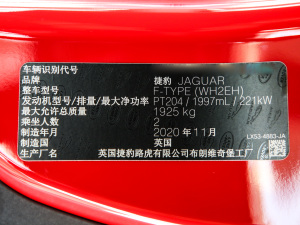 车辆识别代号
品牌 捷豹 JAGUAR
整车型号 F-TYPE (WH2EH)
发动机型号/排量/最大净功率 PT204 / 1997mL / 221kW
最大允许总质量 1925 kg
乘坐人数 2
制造年月 2020 年 11月
制造国 英国
生产厂名 英国捷豹路虎有限公司布朗维奇堡工厂